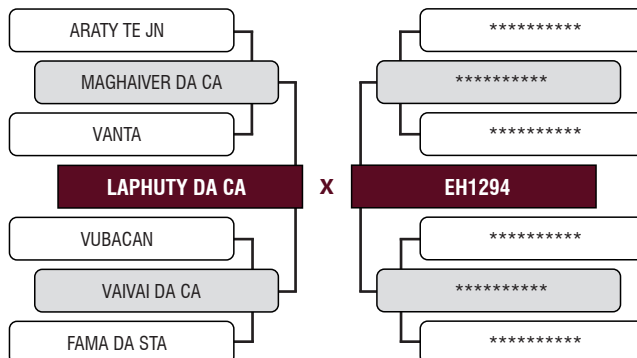 ARATY TE JN
**********
MAGHAIVER DA CA
**********
VANTA
**********
LAPHUTY DA CA X EH1294
VUBACAN
**********
VAIVAI DA CA
**********
FAMA DA STA
**********